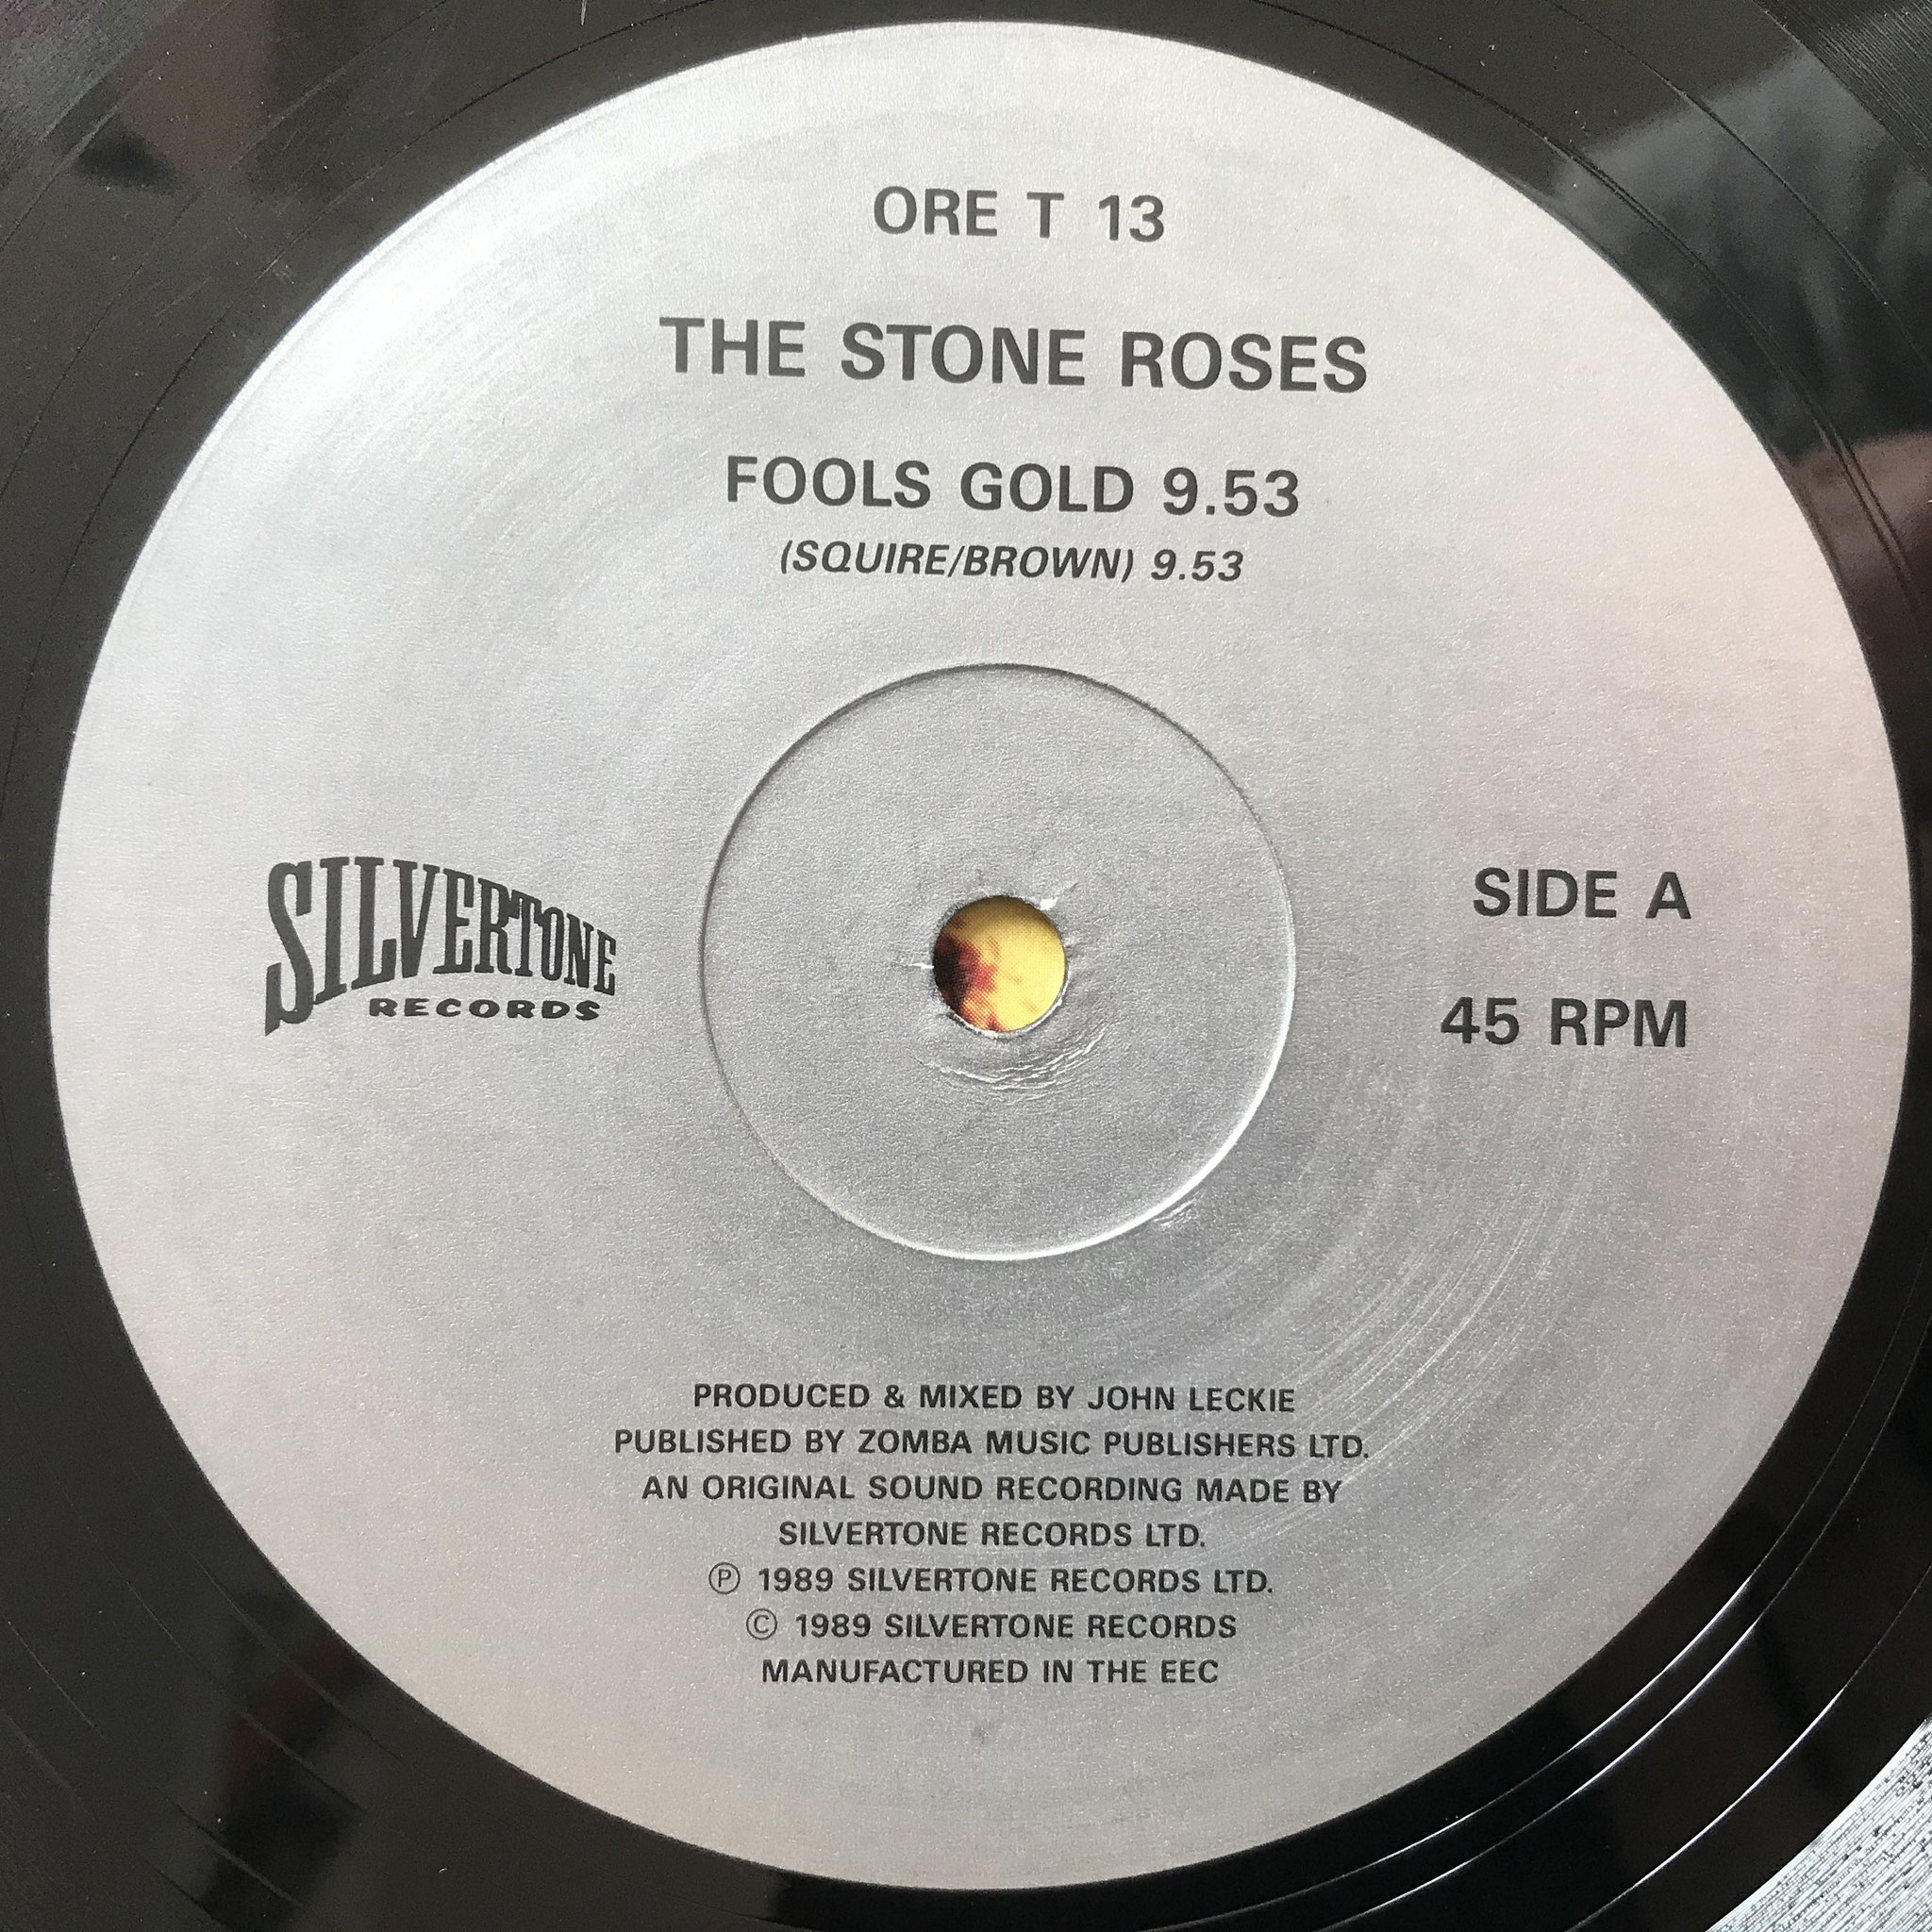 ORE T 13
THE STONE ROSES
FOOLS GOLD 9.53
(SQUIRE/BROWN) 9.53
SILVERTONE
RECORDS
SIDE A
45 RPM
PRODUCED & MIXED BY JOHN LECKIE
PUBLISHED BY ZOMBA MUSIC PUBLISHERS LTD.
AN ORIGINAL SOUND RECORDING MADE BY
SILVERTONE RECORDS LTD.
Ⓟ 1989 SILVERTONE RECORDS LTD.
© 1989 SILVERTONE RECORDS
MANUFACTURED IN THE EEC